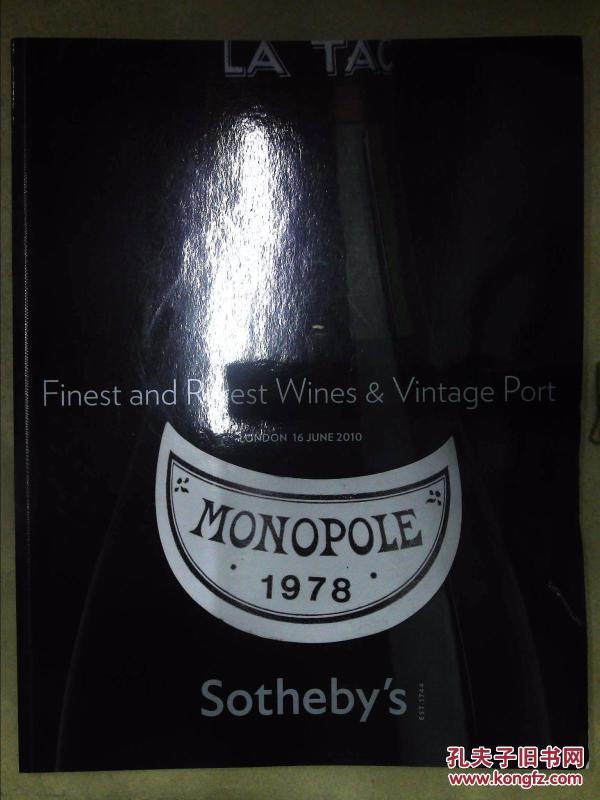 LA TAC
Finest and Rarest Wines & Vintage Port
LONDON 16 JUNE 2010
MONOPOLE
· 1978 ·
Sotheby's
EST. 1744
孔夫子旧书网
www.kongfz.com